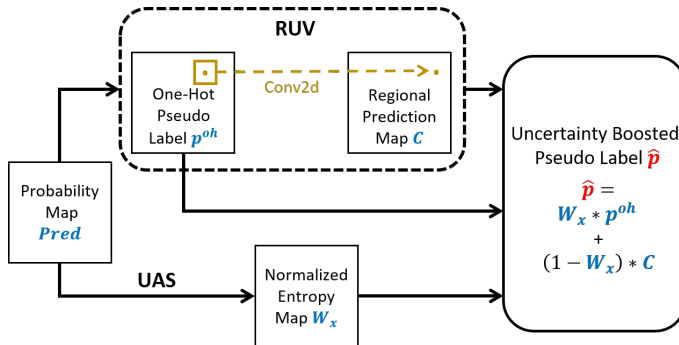 RUV
One-Hot
Pseudo
Label p^oh
Conv2d
Regional
Prediction
Map C
Probability
Map
Pred
UAS
Normalized
Entropy
Map W_x
Uncertainty Boosted
Pseudo Label p̂
p̂ =
W_x * p^oh
+
(1 − W_x) * C